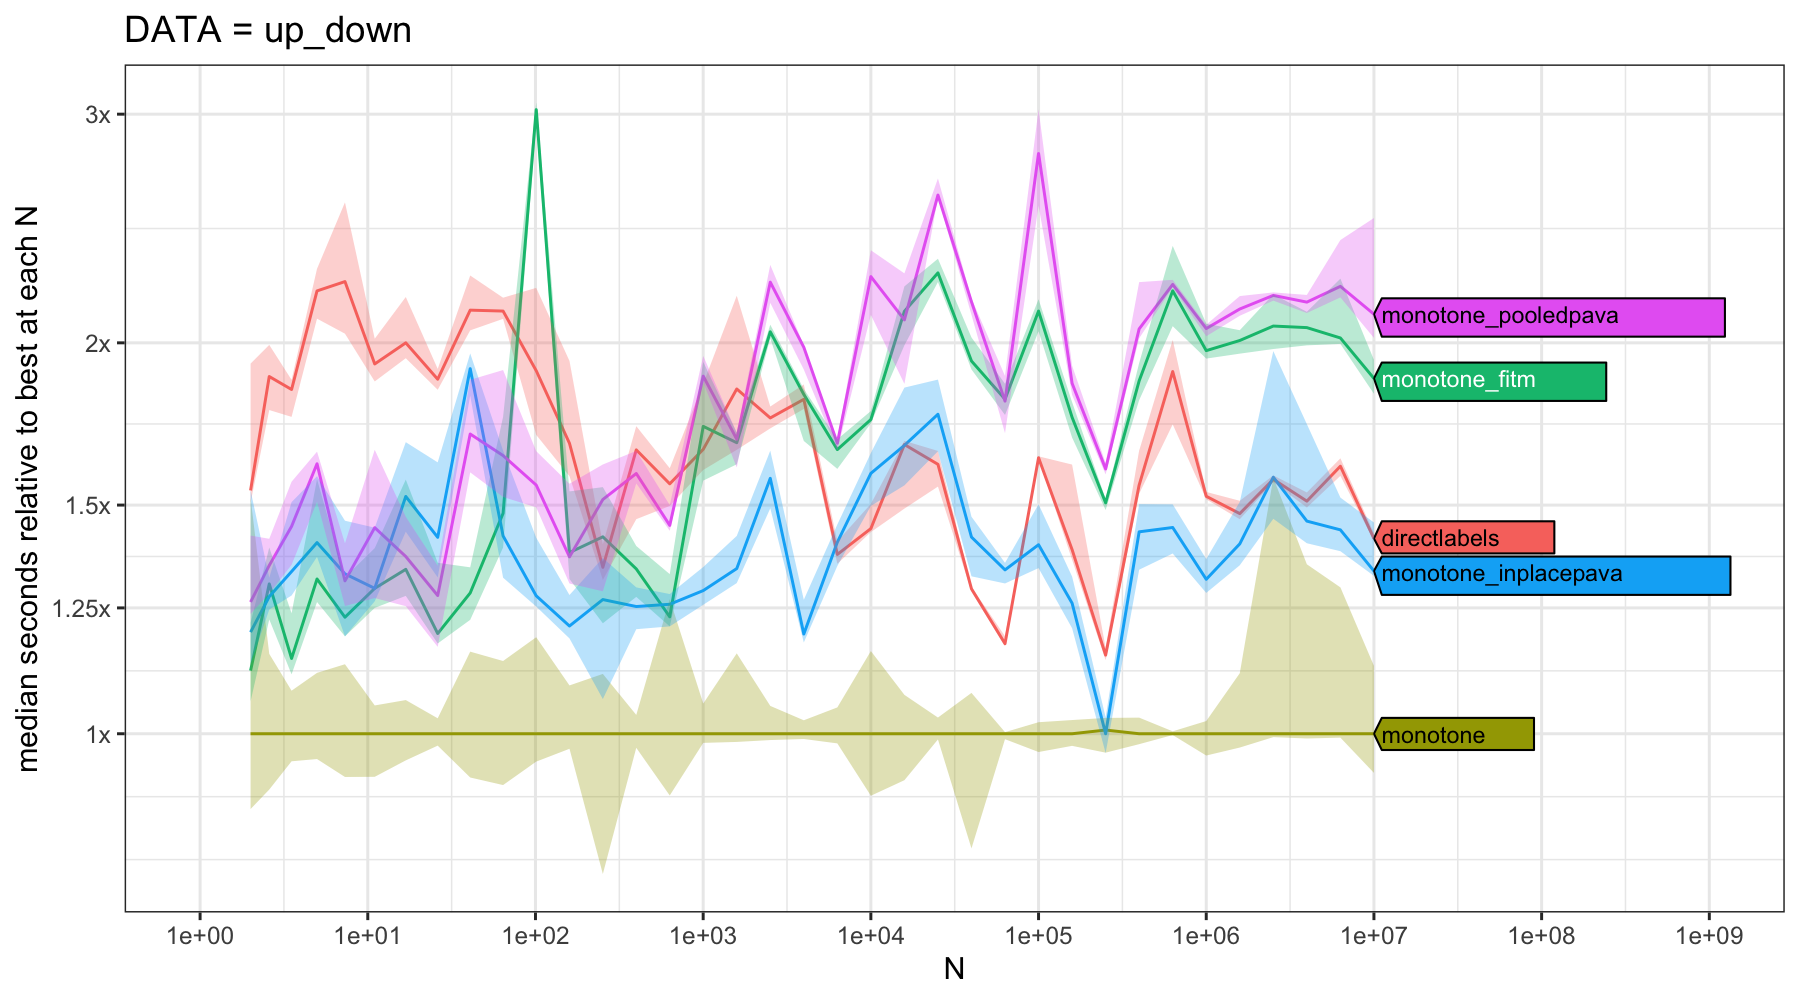 DATA = up_down
median seconds relative to best at each N
3x
2x
1.5x
1.25x
1x
monotone_pooledpava
monotone_fitm
directlabels
monotone_inplacepava
monotone
1e+00 1e+01 1e+02 1e+03 1e+04 1e+05 1e+06 1e+07 1e+08 1e+09
N